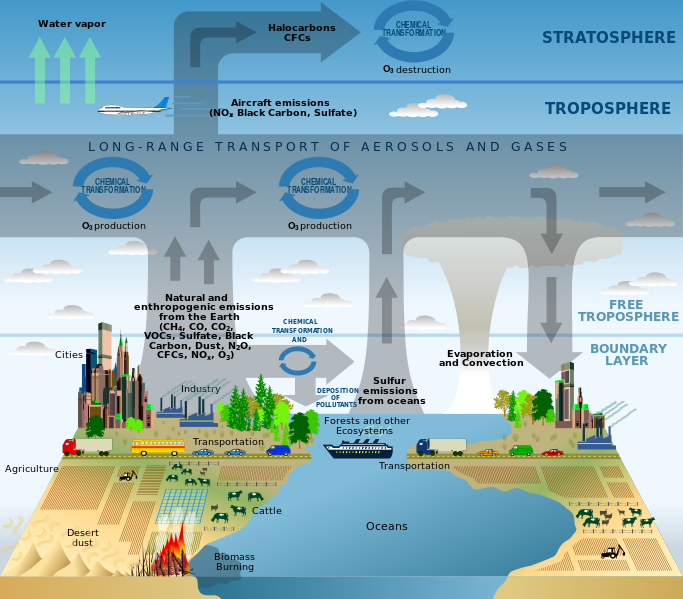 Water vapor
Halocarbons
CFCs
CHEMICAL
TRANSFORMATION
O₃ destruction
STRATOSPHERE
Aircraft emissions
(NOₓ Black Carbon, Sulfate)
TROPOSPHERE
LONG-RANGE TRANSPORT OF AEROSOLS AND GASES
CHEMICAL
TRANSFORMATION
O₃ production
CHEMICAL
TRANSFORMATION
O₃ production
Natural and
anthropogenic emissions
from the Earth
(CH₄, CO, CO₂,
VOCs, Sulfate, Black
Carbon, Dust, N₂O,
CFCs, NOₓ, O₃)
FREE
TROPOSPHERE
BOUNDARY
LAYER
CHEMICAL
TRANSFORMATION
AND
DEPOSITION
OF
POLLUTANTS
Evaporation
and Convection
Sulfur
emissions
from oceans
Cities
Industry
Forests and other
Ecosystems
Transportation
Transportation
Agriculture
Cattle
Oceans
Desert
dust
Biomass
Burning